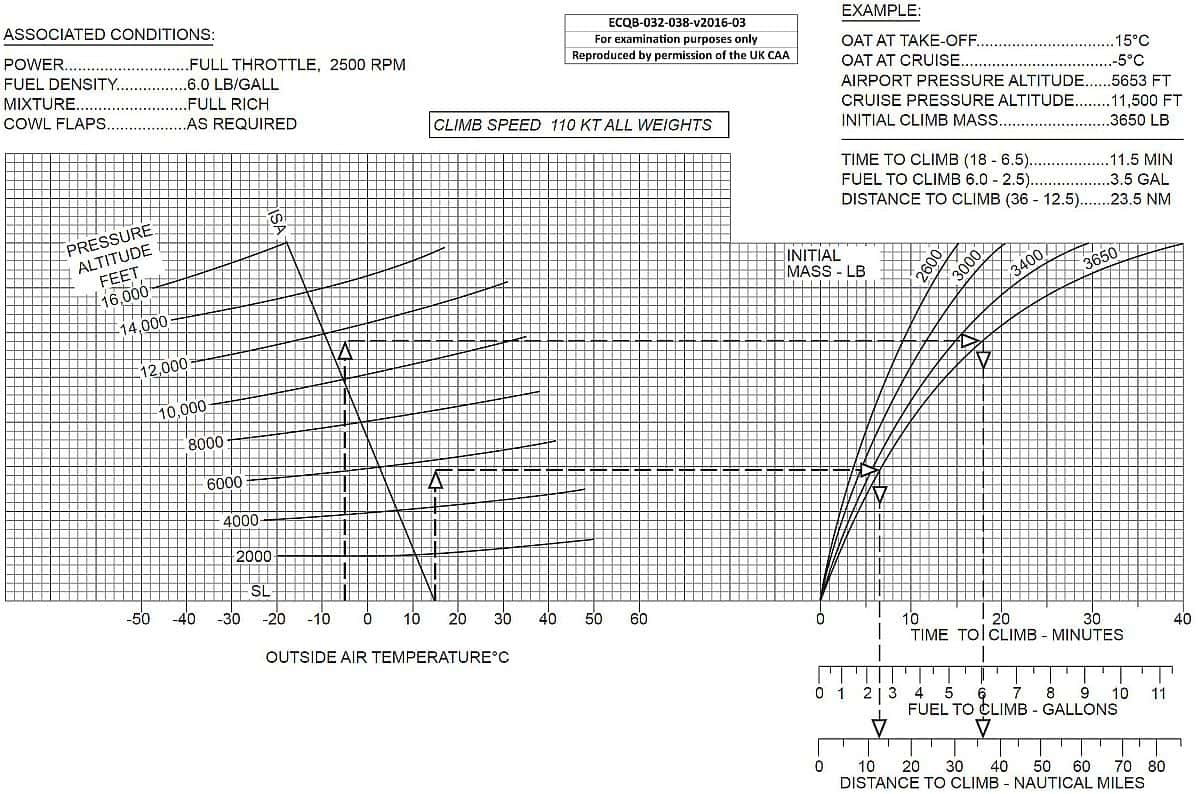 ECQB-032-038-v2016-03
For examination purposes only
Reproduced by permission of the UK CAA
ASSOCIATED CONDITIONS:
POWER........................FULL THROTTLE, 2500 RPM
FUEL DENSITY..............6.0 LB/GALL
MIXTURE......................FULL RICH
COWL FLAPS................AS REQUIRED
CLIMB SPEED 110 KT ALL WEIGHTS
EXAMPLE:
OAT AT TAKE-OFF...........................15°C
OAT AT CRUISE..............................-5°C
AIRPORT PRESSURE ALTITUDE.....5653 FT
CRUISE PRESSURE ALTITUDE.......11,500 FT
INITIAL CLIMB MASS......................3650 LB
TIME TO CLIMB (18 - 6.5)................11.5 MIN
FUEL TO CLIMB 6.0 - 2.5)................3.5 GAL
DISTANCE TO CLIMB (36 - 12.5)......23.5 NM
PRESSURE
ALTITUDE
FEET
ISA
16,000
14,000
12,000
10,000
8000
6000
4000
2000
SL
-50 -40 -30 -20 -10 0 10 20 30 40 50 60
OUTSIDE AIR TEMPERATURE°C
INITIAL
MASS - LB
2600 3000 3400 3650
0 10 20 30 40
TIME TO CLIMB - MINUTES
0 1 2 3 4 5 6 7 8 9 10 11
FUEL TO CLIMB - GALLONS
0 10 20 30 40 50 60 70 80
DISTANCE TO CLIMB - NAUTICAL MILES